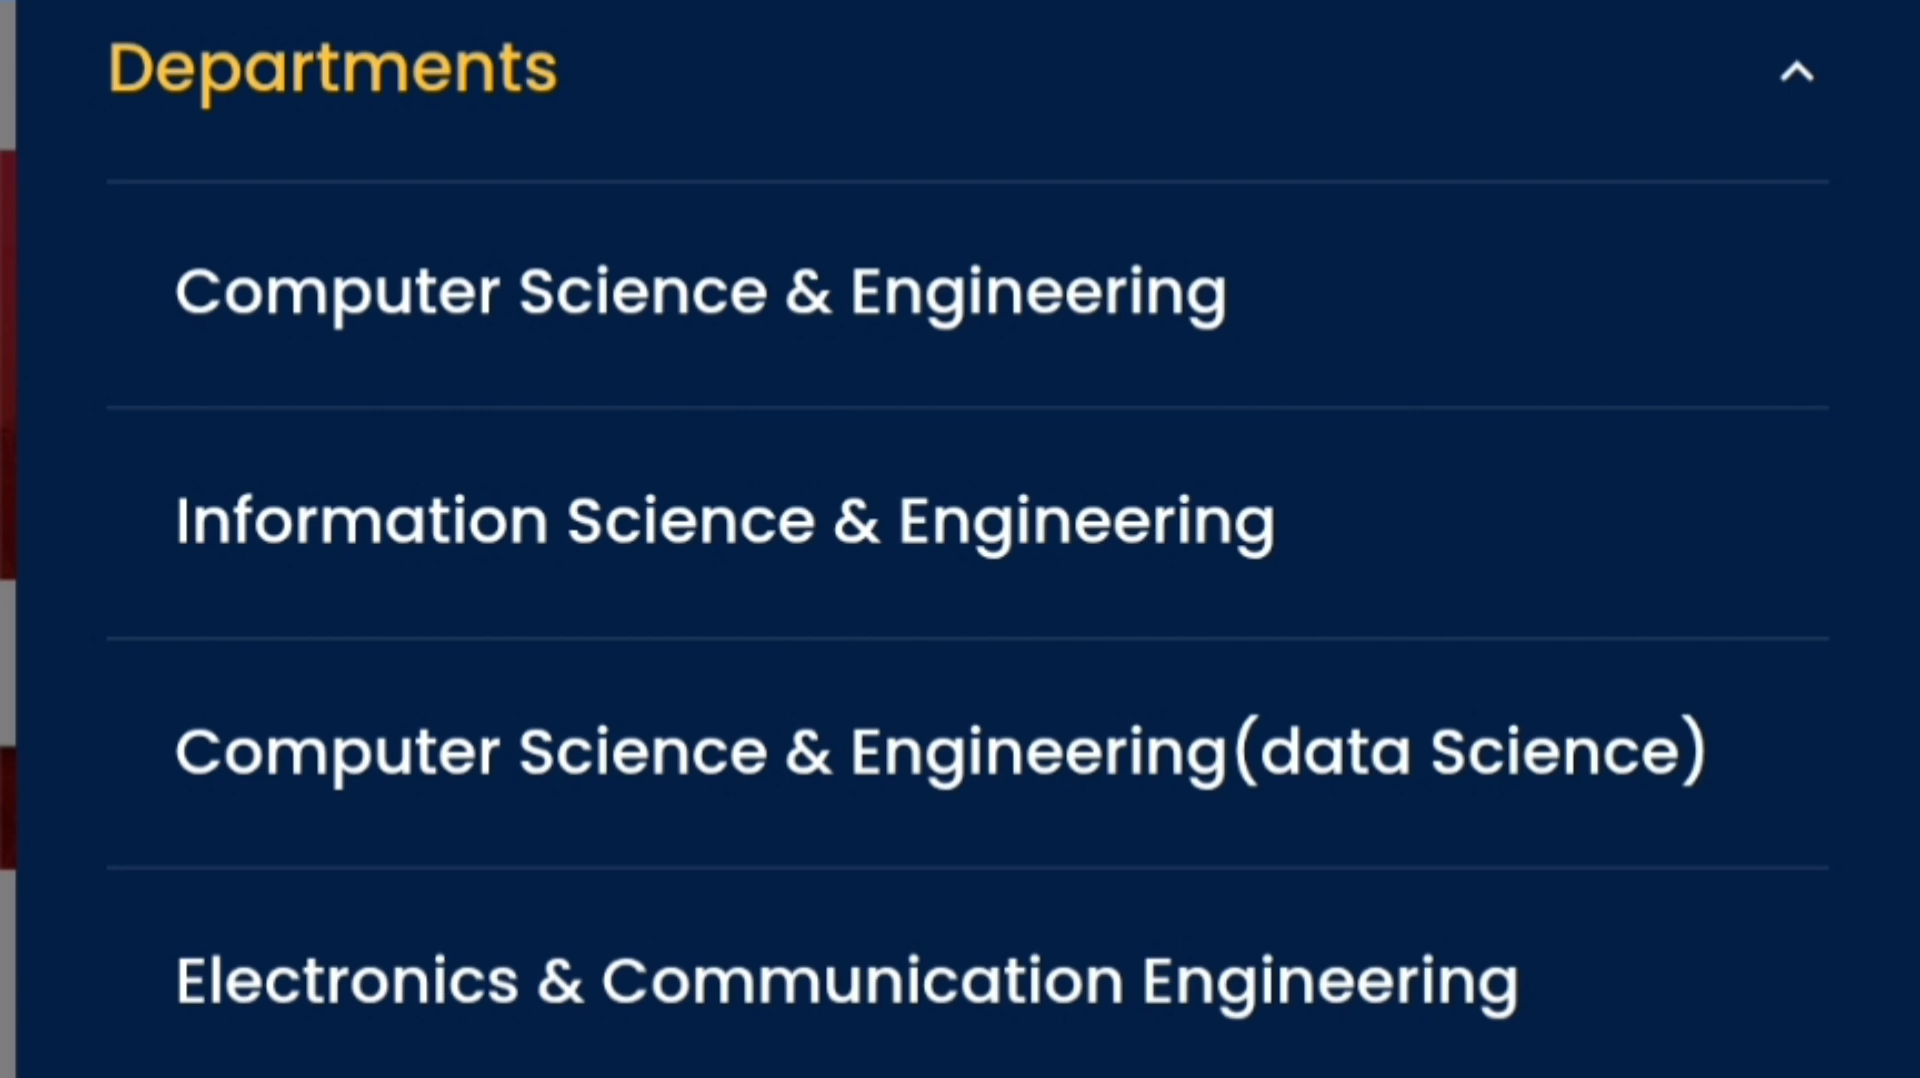 Departments
Computer Science & Engineering
Information Science & Engineering
Computer Science & Engineering(data Science)
Electronics & Communication Engineering